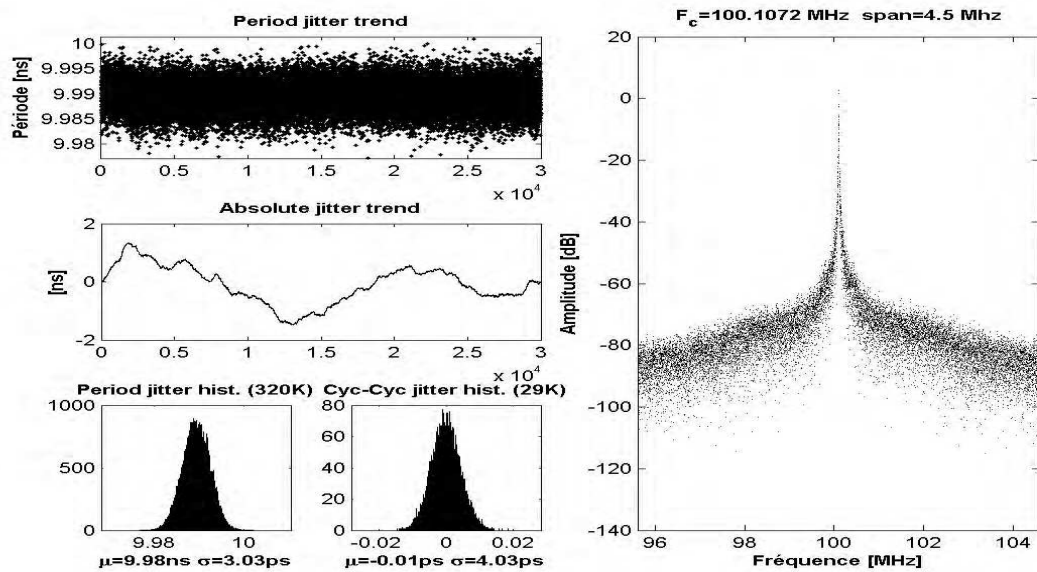 Period jitter trend
Période [ns]
10
9.995
9.99
9.985
9.98
0 0.5 1 1.5 2 2.5 3
x 10^4
Absolute jitter trend
[ns]
2
0
-2
0 0.5 1 1.5 2 2.5 3
x 10^4
Period jitter hist. (320K)
1000
500
0
9.98 10
μ=9.98ns σ=3.03ps
Cyc-Cyc jitter hist. (29K)
80
60
40
20
0
-0.02 0 0.02
μ=-0.01ps σ=4.03ps
F_c=100.1072 MHz span=4.5 Mhz
Amplitude [dB]
20
0
-20
-40
-60
-80
-100
-120
-140
96 98 100 102 104
Fréquence [MHz]